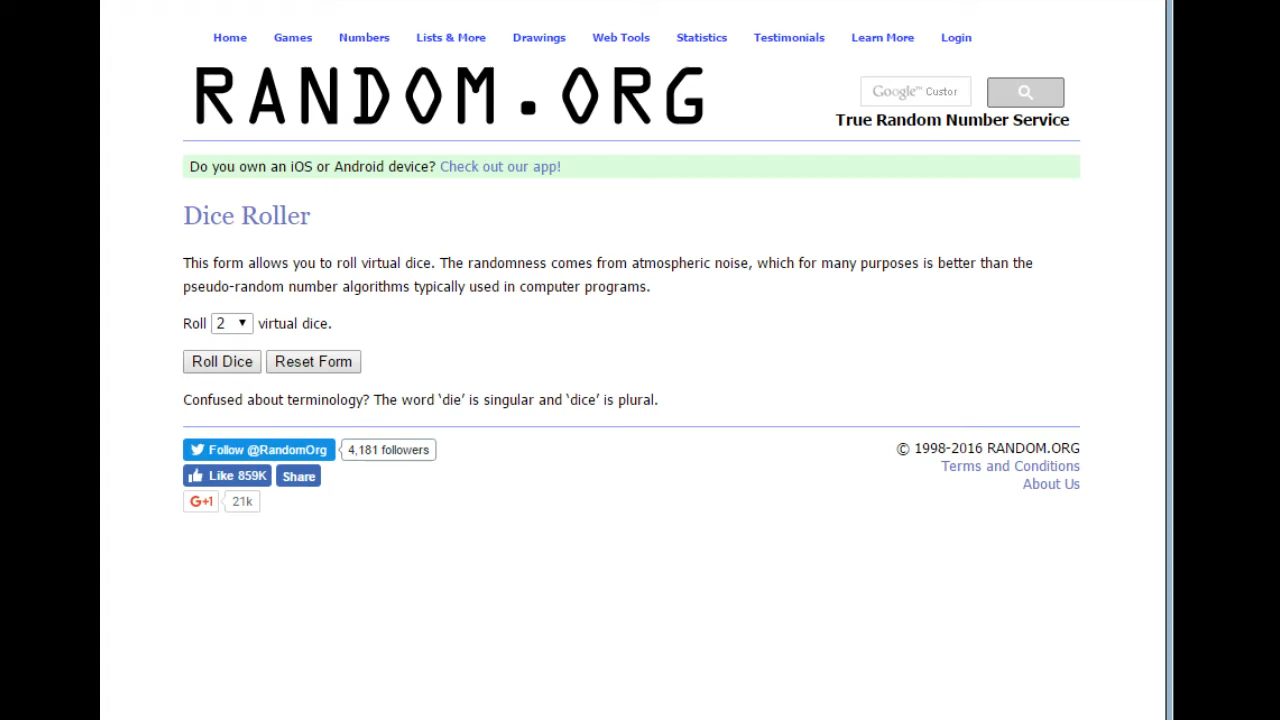 Home Games Numbers Lists & More Drawings Web Tools Statistics Testimonials Learn More Login
RANDOM.ORG
Google™ Custor
True Random Number Service
Do you own an iOS or Android device? Check out our app!
Dice Roller
This form allows you to roll virtual dice. The randomness comes from atmospheric noise, which for many purposes is better than the
pseudo-random number algorithms typically used in computer programs.
Roll 2 virtual dice.
Roll Dice Reset Form
Confused about terminology? The word ‘die’ is singular and ‘dice’ is plural.
Follow @RandomOrg 4,181 followers
Like 859K Share
G+1 21k
© 1998-2016 RANDOM.ORG
Terms and Conditions
About Us